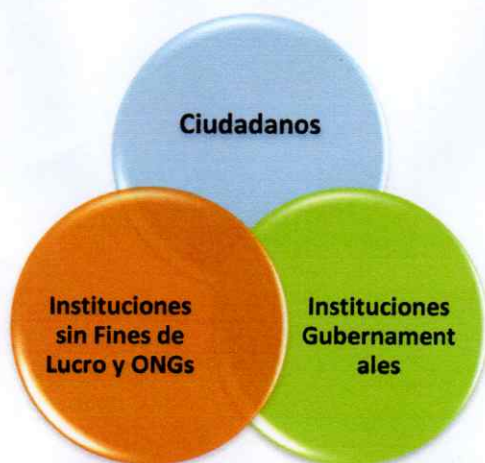 Ciudadanos
Instituciones
sin Fines de
Lucro y ONGs
Instituciones
Gubernament
ales